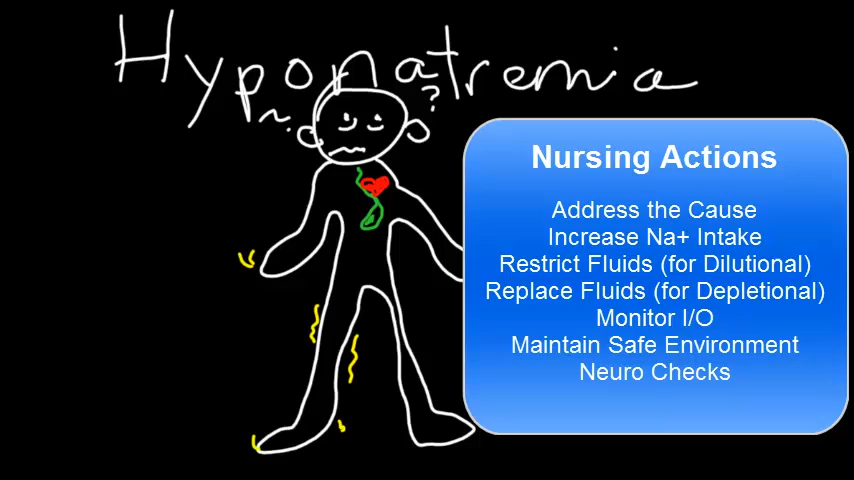 Hyponatremia
?
Nursing Actions
Address the Cause
Increase Na+ Intake
Restrict Fluids (for Dilutional)
Replace Fluids (for Depletional)
Monitor I/O
Maintain Safe Environment
Neuro Checks